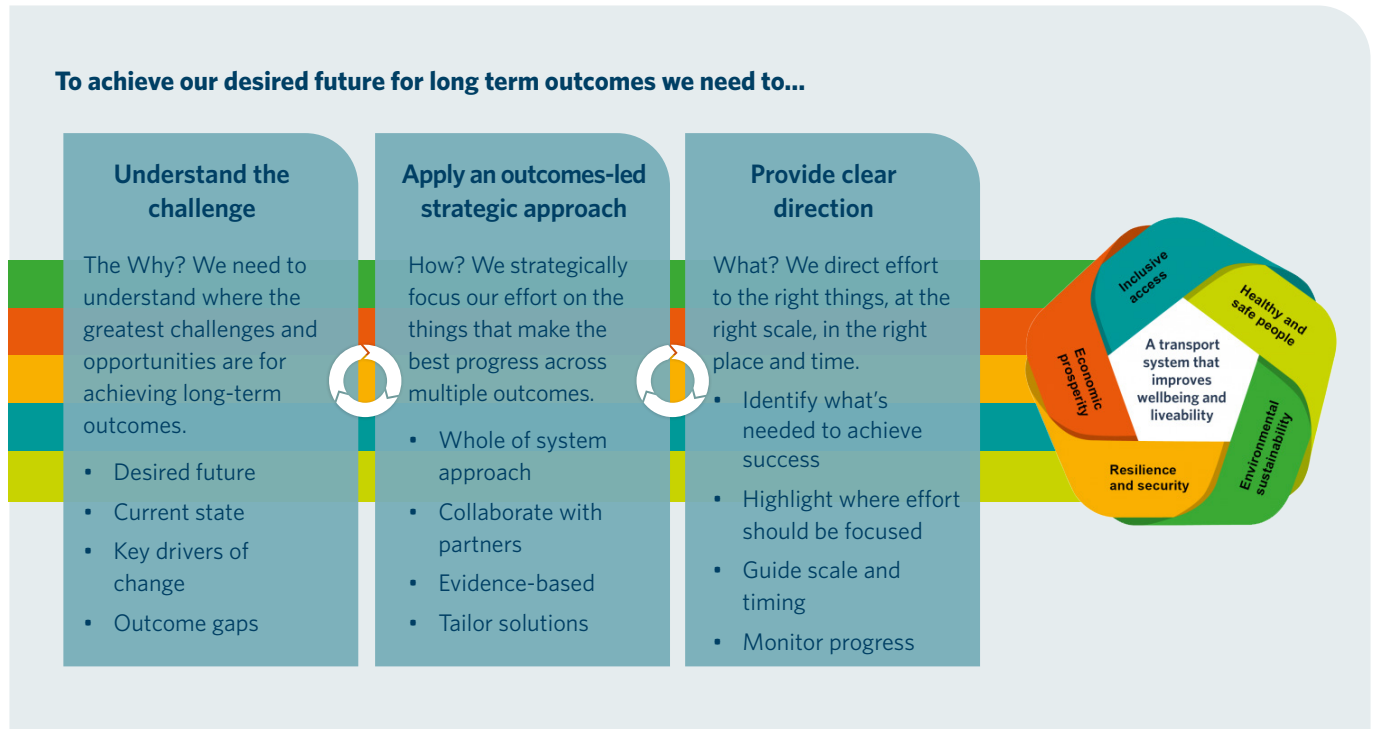 To achieve our desired future for long term outcomes we need to...
Understand the
challenge
The Why? We need to
understand where the
greatest challenges and
opportunities are for
achieving long-term
outcomes.
• Desired future
• Current state
• Key drivers of
change
• Outcome gaps
Apply an outcomes-led
strategic approach
How? We strategically
focus our effort on the
things that make the
best progress across
multiple outcomes.
• Whole of system
approach
• Collaborate with
partners
• Evidence-based
• Tailor solutions
Provide clear
direction
What? We direct effort
to the right things, at the
right scale, in the right
place and time.
• Identify what's
needed to achieve
success
• Highlight where effort
should be focused
• Guide scale and
timing
• Monitor progress
Inclusive
access
Healthy and
safe people
Environmental
sustainability
Resilience
and security
Economic
prosperity
A transport
system that
improves
wellbeing and
liveability